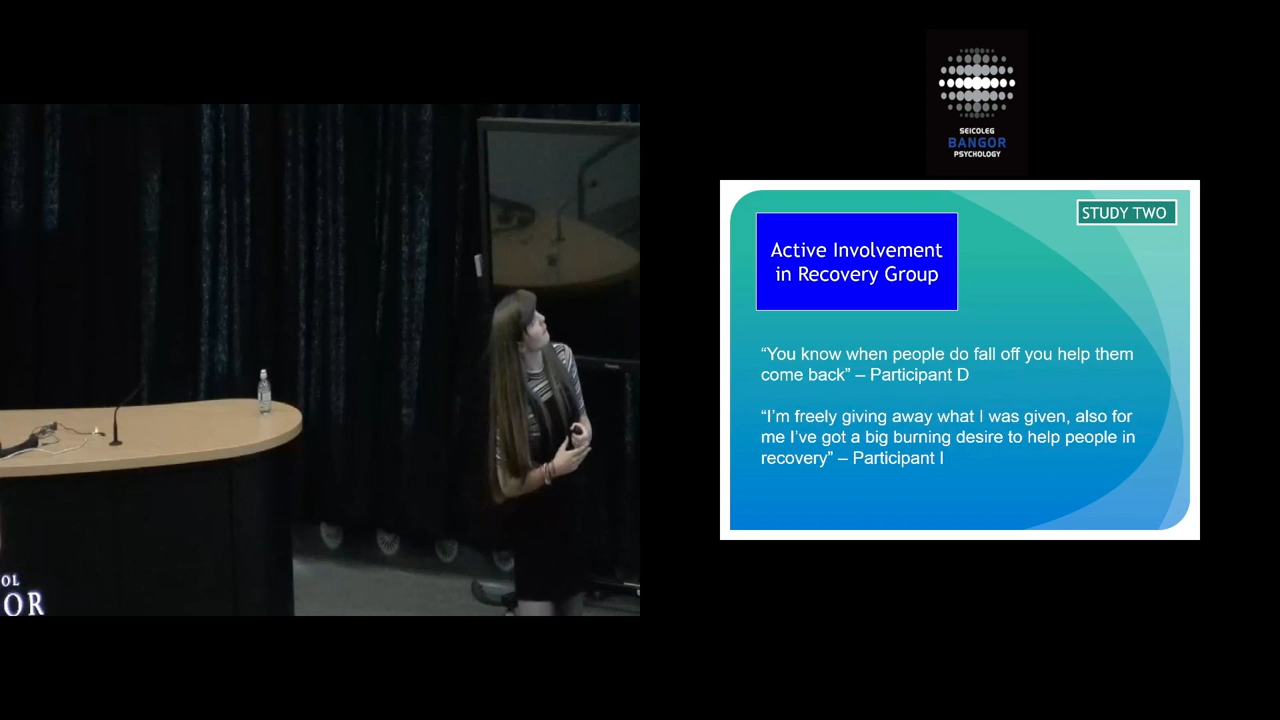 SEICOLEG
BANGOR
PSYCHOLOGY
STUDY TWO
Active Involvement
in Recovery Group
“You know when people do fall off you help them
come back” – Participant D
“I’m freely giving away what I was given, also for
me I’ve got a big burning desire to help people in
recovery” – Participant I
OL
OR